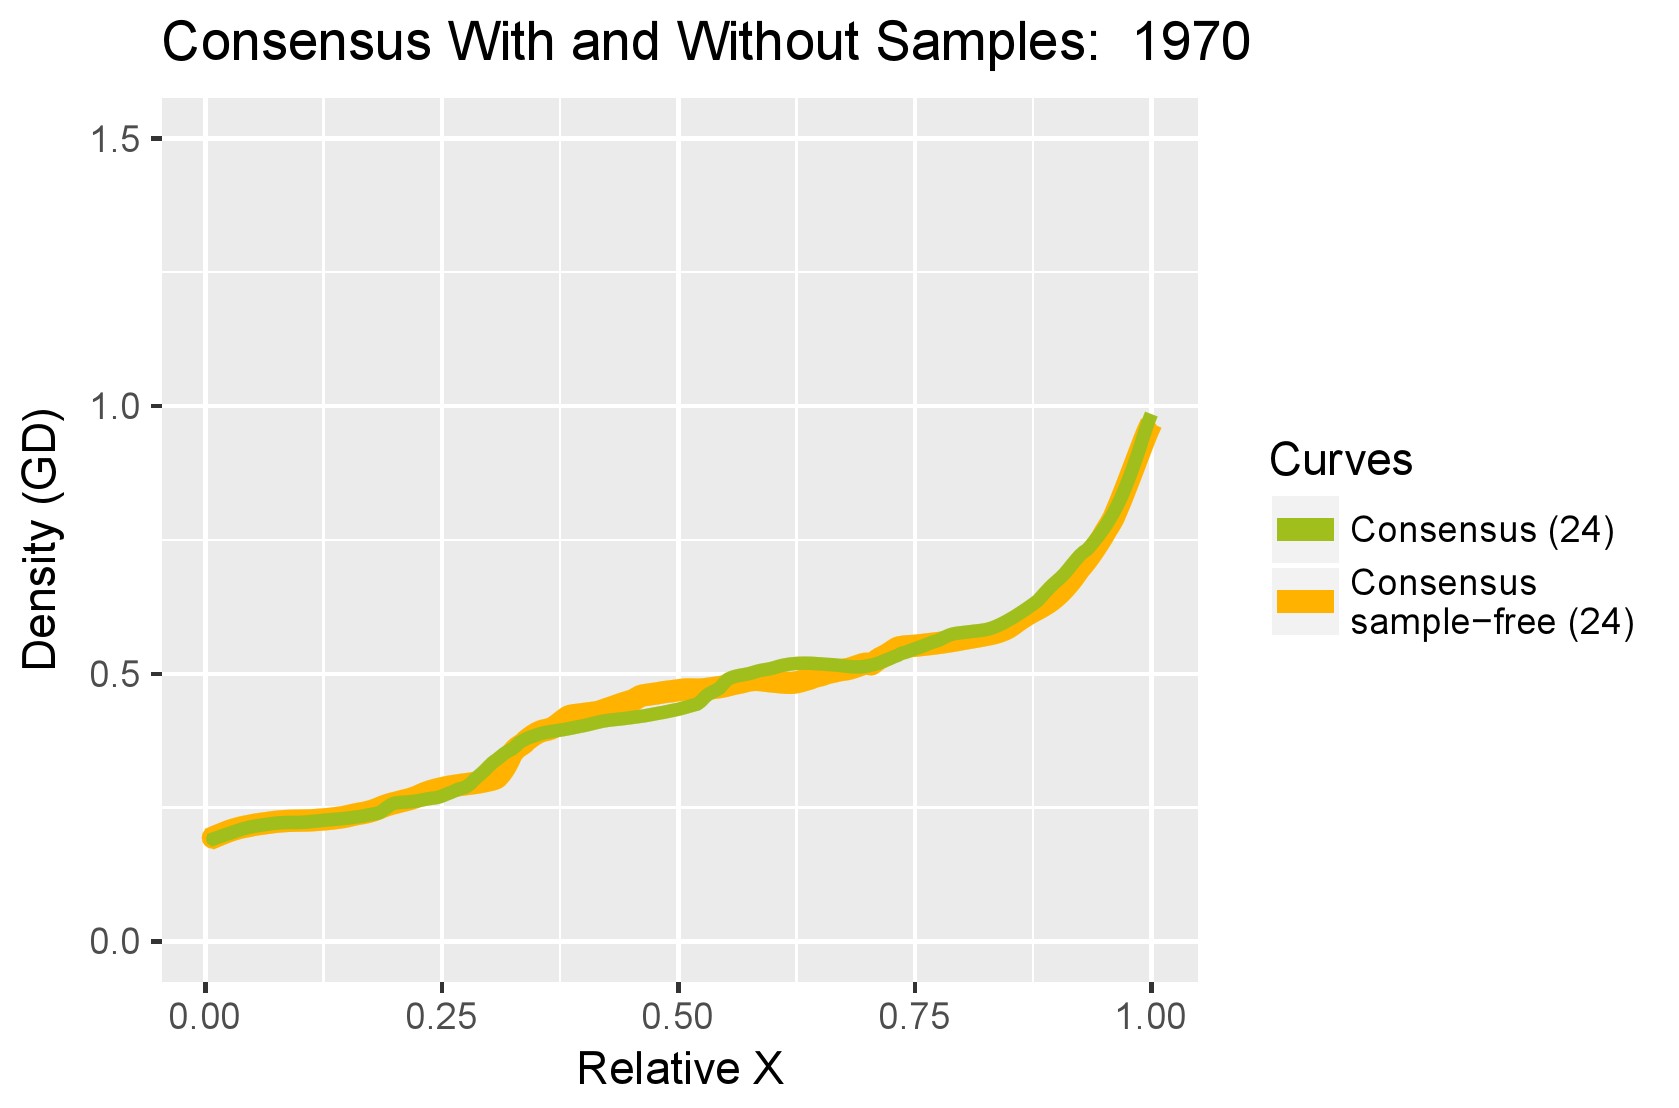 Consensus With and Without Samples:  1970
1.5
1.0
0.5
0.0
Density (GD)
0.00 0.25 0.50 0.75 1.00
Relative X
Curves
Consensus (24)
Consensus
sample−free (24)